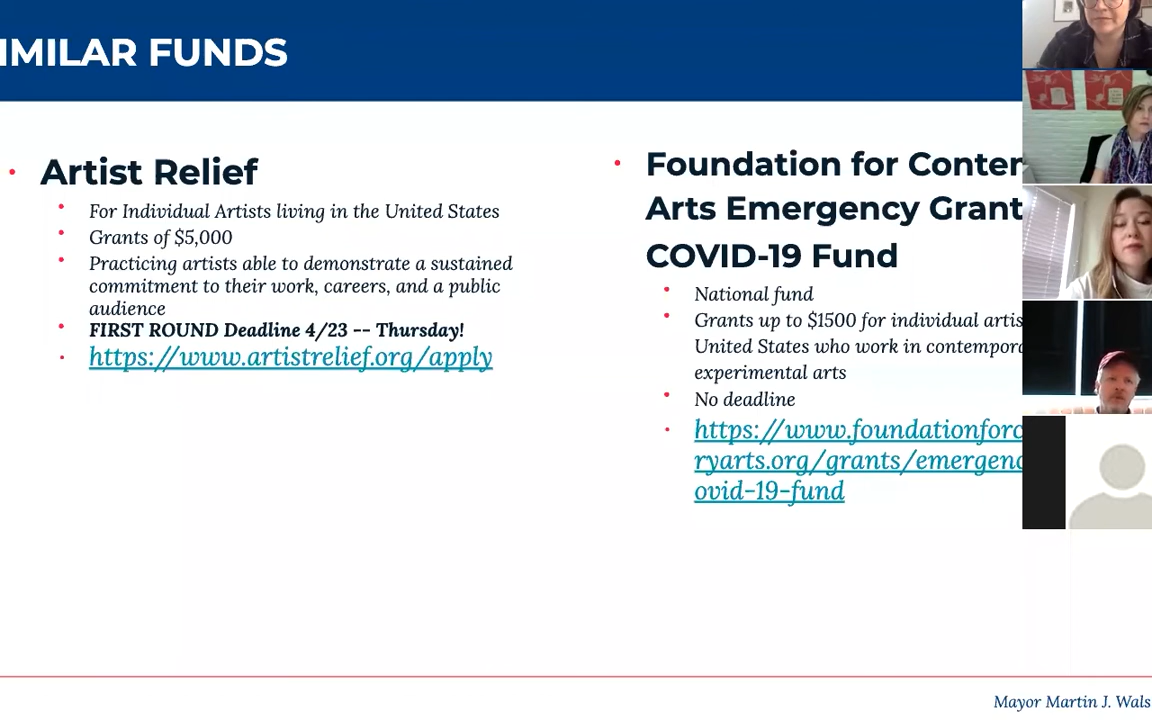 IMILAR FUNDS
Artist Relief
For Individual Artists living in the United States
Grants of $5,000
Practicing artists able to demonstrate a sustained
commitment to their work, careers, and a public
audience
FIRST ROUND Deadline 4/23 -- Thursday!
https://www.artistrelief.org/apply
Foundation for Conten
Arts Emergency Grant
COVID-19 Fund
National fund
Grants up to $1500 for individual artis
United States who work in contempora
experimental arts
No deadline
https://www.foundationforc
ryarts.org/grants/emergenc
ovid-19-fund
Mayor Martin J. Wals